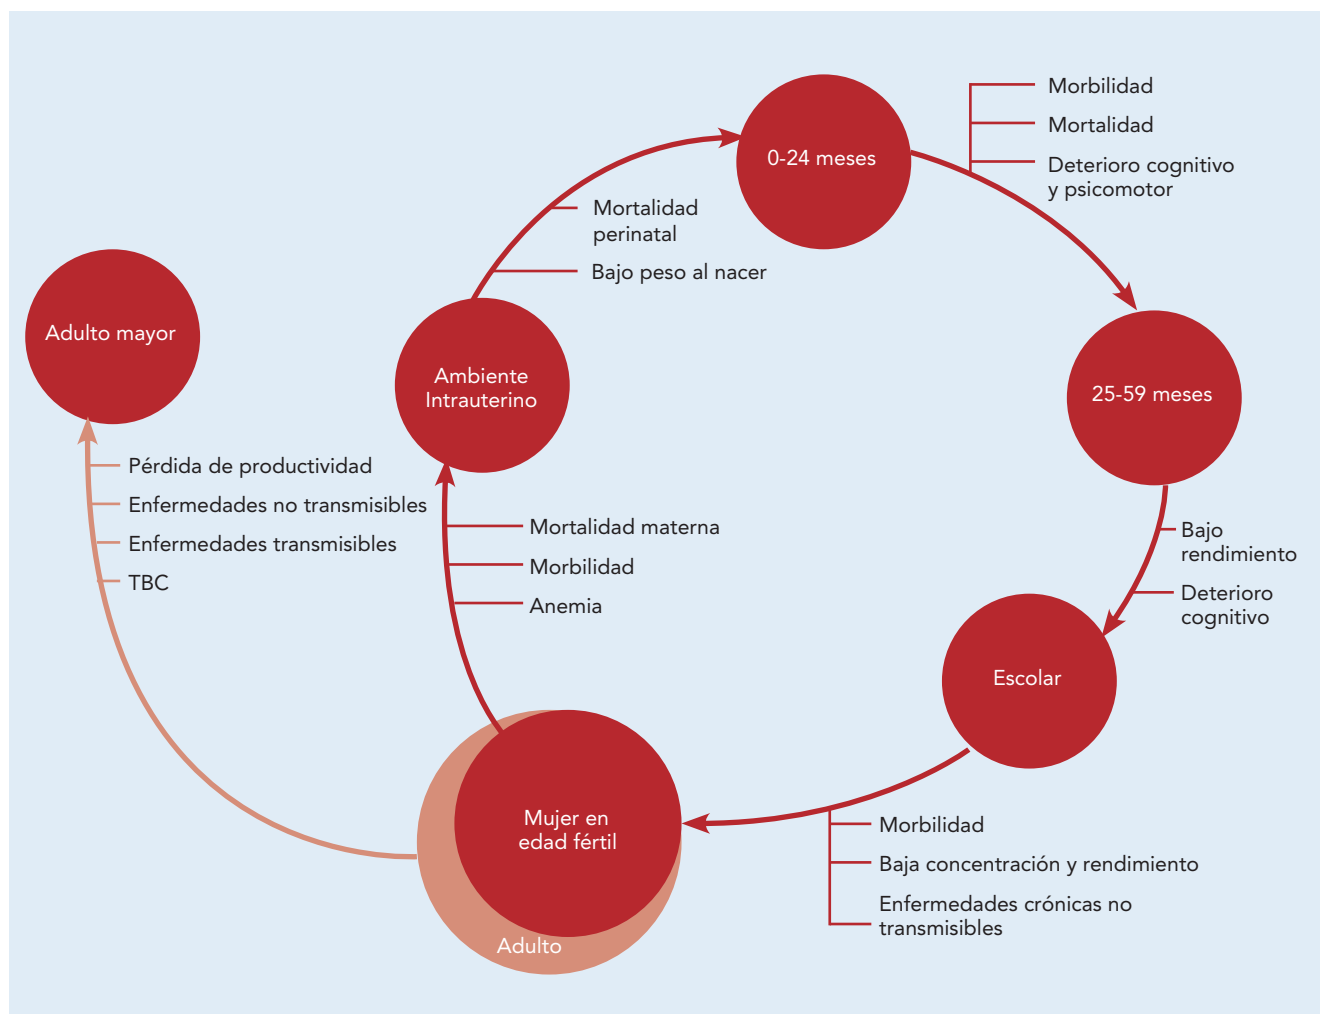 Morbilidad
Mortalidad
Deterioro cognitivo
y psicomotor
0-24 meses
Mortalidad
perinatal
Bajo peso al nacer
Adulto mayor
Ambiente
Intrauterino
25-59 meses
Pérdida de productividad
Enfermedades no transmisibles
Enfermedades transmisibles
TBC
Mortalidad materna
Morbilidad
Anemia
Bajo
rendimiento
Deterioro
cognitivo
Escolar
Mujer en
edad fértil
Adulto
Morbilidad
Baja concentración y rendimiento
Enfermedades crónicas no
transmisibles